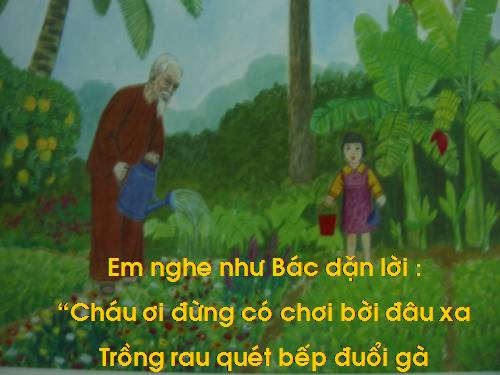 Em nghe như Bác dặn lời :
“Cháu ơi đừng có chơi bời đâu xa
Trồng rau quét bếp đuổi gà